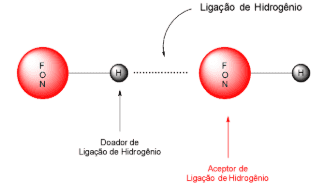 Ligação de Hidrogênio
F
O
N
H
F
O
N
H
Doador de
Ligação de Hidrogênio
Aceptor de
Ligação de Hidrogênio